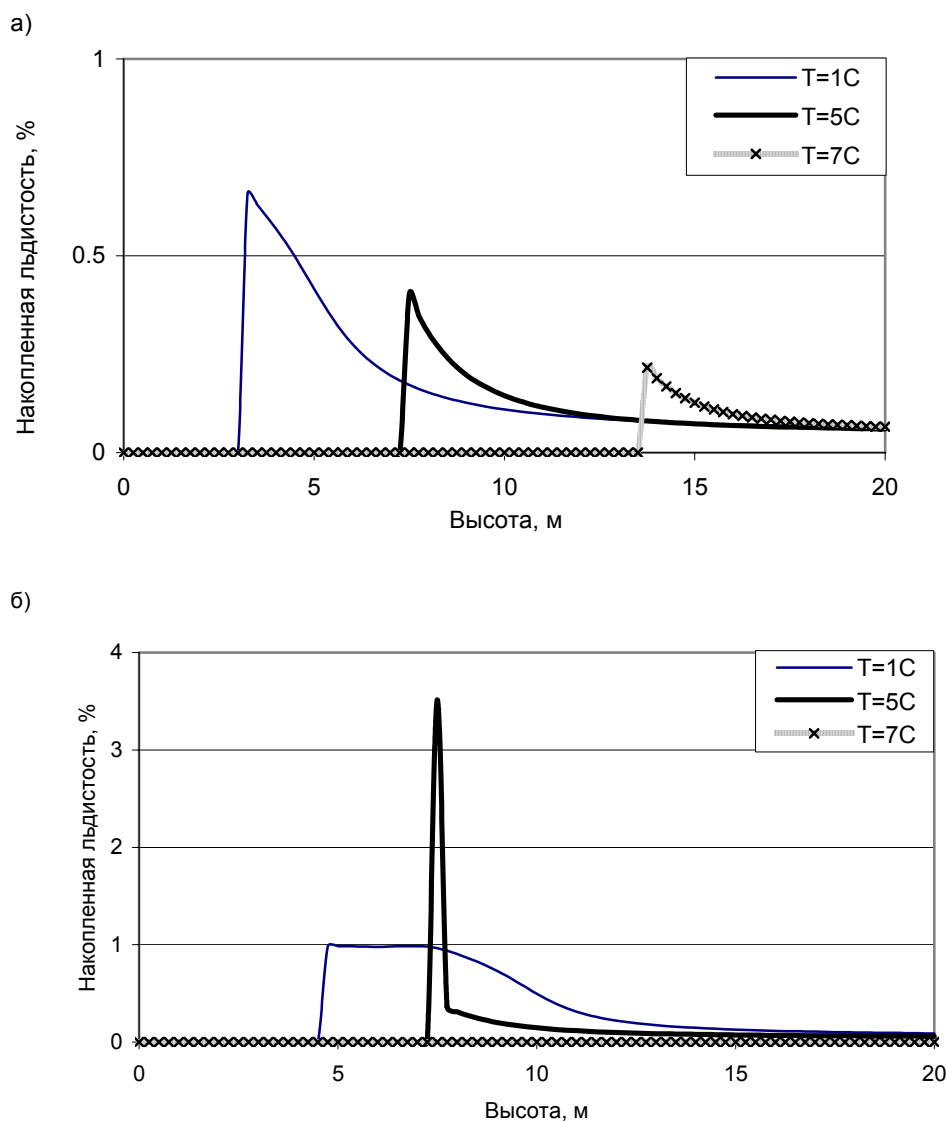 а)
1
0.5
0
Накопленная льдистость, %
T=1C
T=5C
T=7C
0 5 10 15 20
Высота, м
б)
4
3
2
1
0
Накопленная льдистость, %
T=1C
T=5C
T=7C
0 5 10 15 20
Высота, м